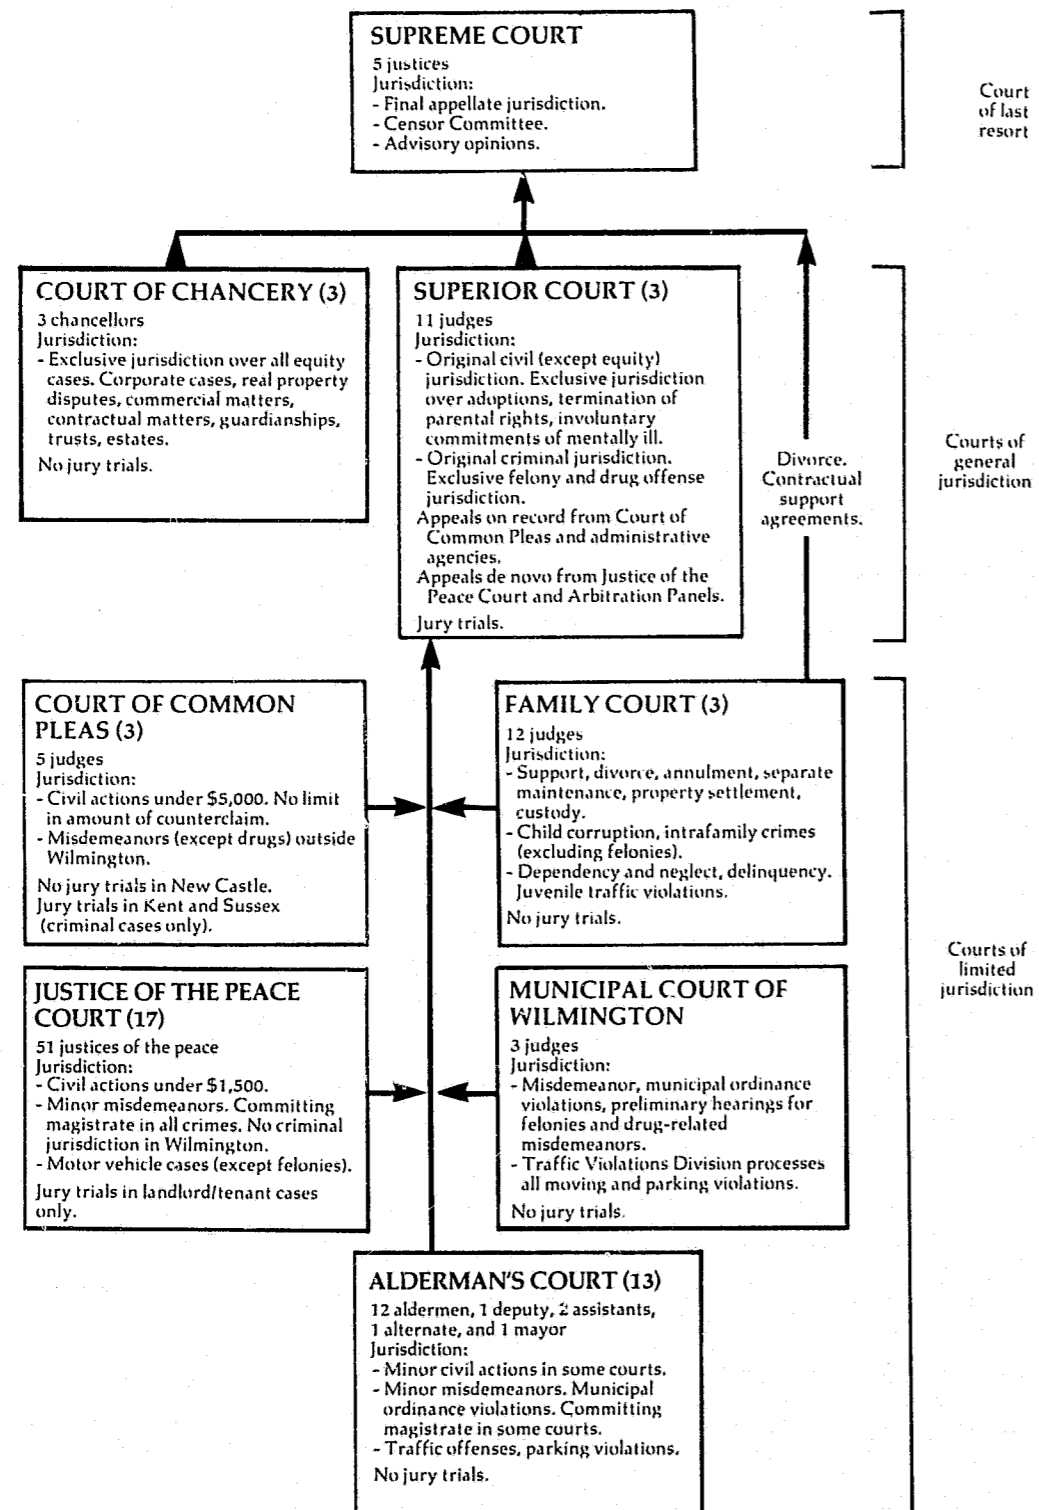 SUPREME COURT
5 justices
Jurisdiction:
- Final appellate jurisdiction.
- Censor Committee.
- Advisory opinions.
Court
of last
resort
COURT OF CHANCERY (3)
3 chancellors
Jurisdiction:
- Exclusive jurisdiction over all equity
cases. Corporate cases, real property
disputes, commercial matters,
contractual matters, guardianships,
trusts, estates.
No jury trials.
SUPERIOR COURT (3)
11 judges
Jurisdiction:
- Original civil (except equity)
jurisdiction. Exclusive jurisdiction
over adoptions, termination of
parental rights, involuntary
commitments of mentally ill.
- Original criminal jurisdiction.
Exclusive felony and drug offense
jurisdiction.
Appeals on record from Court of
Common Pleas and administrative
agencies.
Appeals de novo from Justice of the
Peace Court and Arbitration Panels.
Jury trials.
Divorce.
Contractual
support
agreements.
Courts of
general
jurisdiction
COURT OF COMMON
PLEAS (3)
5 judges
Jurisdiction:
- Civil actions under $5,000. No limit
in amount of counterclaim.
- Misdemeanors (except drugs) outside
Wilmington.
No jury trials in New Castle.
Jury trials in Kent and Sussex
(criminal cases only).
FAMILY COURT (3)
12 judges
Jurisdiction:
- Support, divorce, annulment, separate
maintenance, property settlement,
custody.
- Child corruption, intrafamily crimes
(excluding felonies).
- Dependency and neglect, delinquency.
Juvenile traffic violations.
No jury trials.
JUSTICE OF THE PEACE
COURT (17)
51 justices of the peace
Jurisdiction:
- Civil actions under $1,500.
- Minor misdemeanors. Committing
magistrate in all crimes. No criminal
jurisdiction in Wilmington.
- Motor vehicle cases (except felonies).
Jury trials in landlord/tenant cases
only.
MUNICIPAL COURT OF
WILMINGTON
3 judges
Jurisdiction:
- Misdemeanor, municipal ordinance
violations, preliminary hearings for
felonies and drug-related
misdemeanors.
- Traffic Violations Division processes
all moving and parking violations.
No jury trials.
Courts of
limited
jurisdiction
ALDERMAN'S COURT (13)
12 aldermen, 1 deputy, 2 assistants,
1 alternate, and 1 mayor
Jurisdiction:
- Minor civil actions in some courts.
- Minor misdemeanors. Municipal
ordinance violations. Committing
magistrate in some courts.
- Traffic offenses, parking violations.
No jury trials.